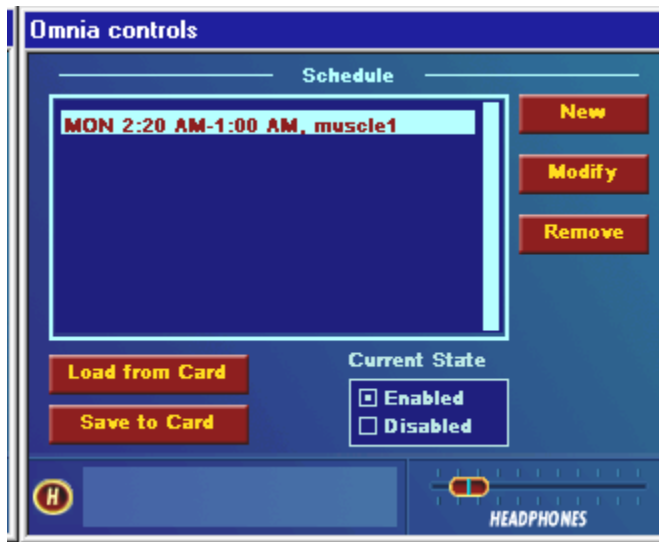 Omnia controls
Schedule
MON 2:20 AM-1:00 AM, muscle1
New
Modify
Remove
Load from Card
Save to Card
Current State
Enabled
Disabled
H
HEADPHONES